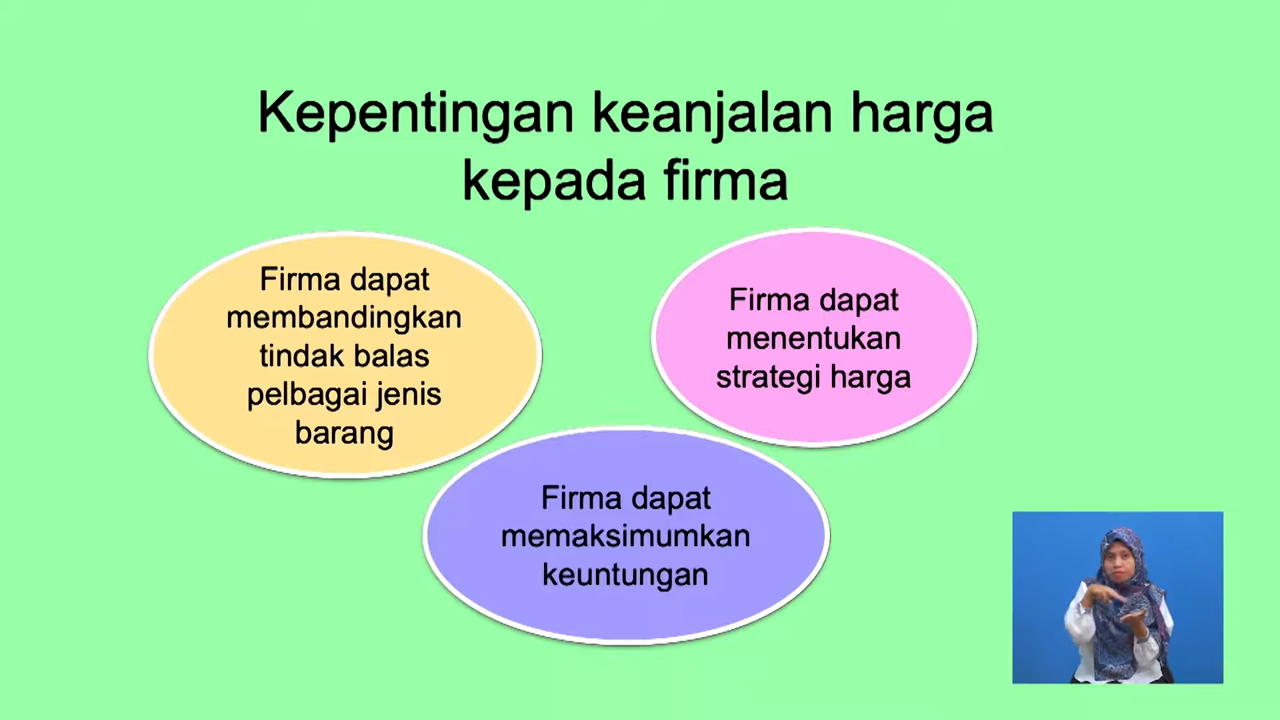 Kepentingan keanjalan harga
kepada firma
Firma dapat
membandingkan
tindak balas
pelbagai jenis
barang
Firma dapat
menentukan
strategi harga
Firma dapat
memaksimumkan
keuntungan